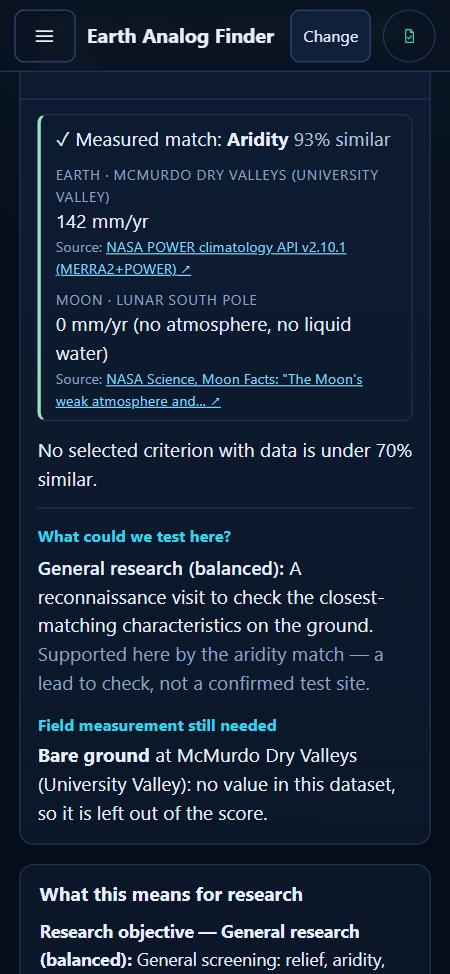 Earth Analog Finder
Change
✓ Measured match: Aridity 93% similar
EARTH · MCMURDO DRY VALLEYS (UNIVERSITY
VALLEY)
142 mm/yr
Source: NASA POWER climatology API v2.10.1
(MERRA2+POWER) ↗
MOON · LUNAR SOUTH POLE
0 mm/yr (no atmosphere, no liquid
water)
Source: NASA Science, Moon Facts: "The Moon's
weak atmosphere and... ↗
No selected criterion with data is under 70%
similar.
What could we test here?
General research (balanced): A
reconnaissance visit to check the closest-
matching characteristics on the ground.
Supported here by the aridity match — a
lead to check, not a confirmed test site.
Field measurement still needed
Bare ground at McMurdo Dry Valleys
(University Valley): no value in this dataset,
so it is left out of the score.
What this means for research
Research objective — General research
(balanced): General screening: relief, aridity,